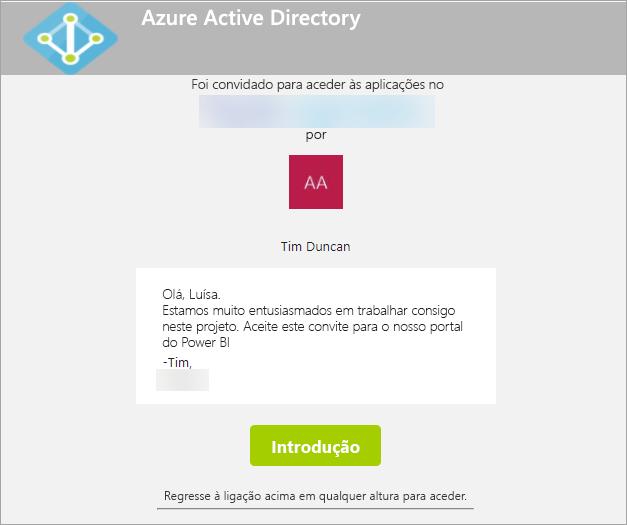 Azure Active Directory
Foi convidado para aceder às aplicações no
por
AA
Tim Duncan
Olá, Luísa.
Estamos muito entusiasmados em trabalhar consigo
neste projeto. Aceite este convite para o nosso portal
do Power BI
-Tim,
Introdução
Regresse à ligação acima em qualquer altura para aceder.